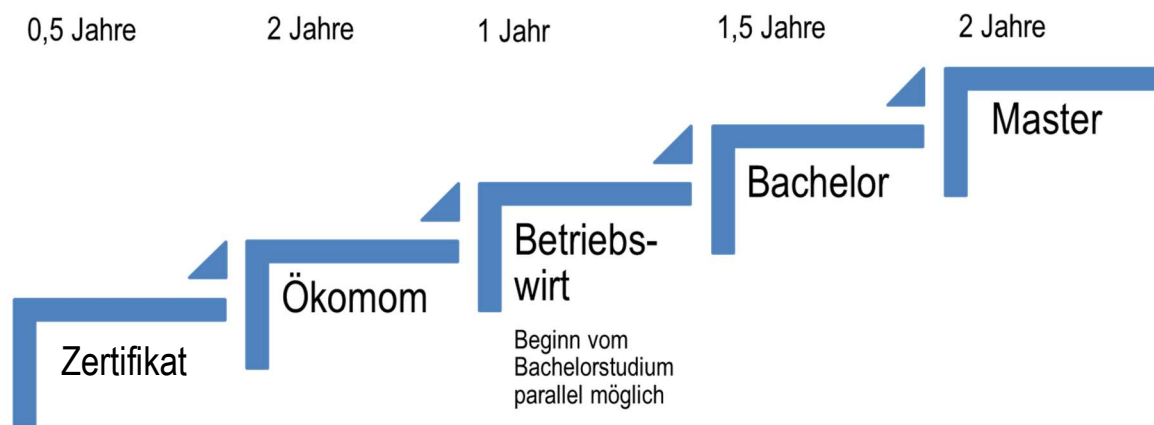 0,5 Jahre
2 Jahre
1 Jahr
1,5 Jahre
2 Jahre
Zertifikat
Ökomom
Betriebs-
wirt
Beginn vom
Bachelorstudium
parallel möglich
Bachelor
Master